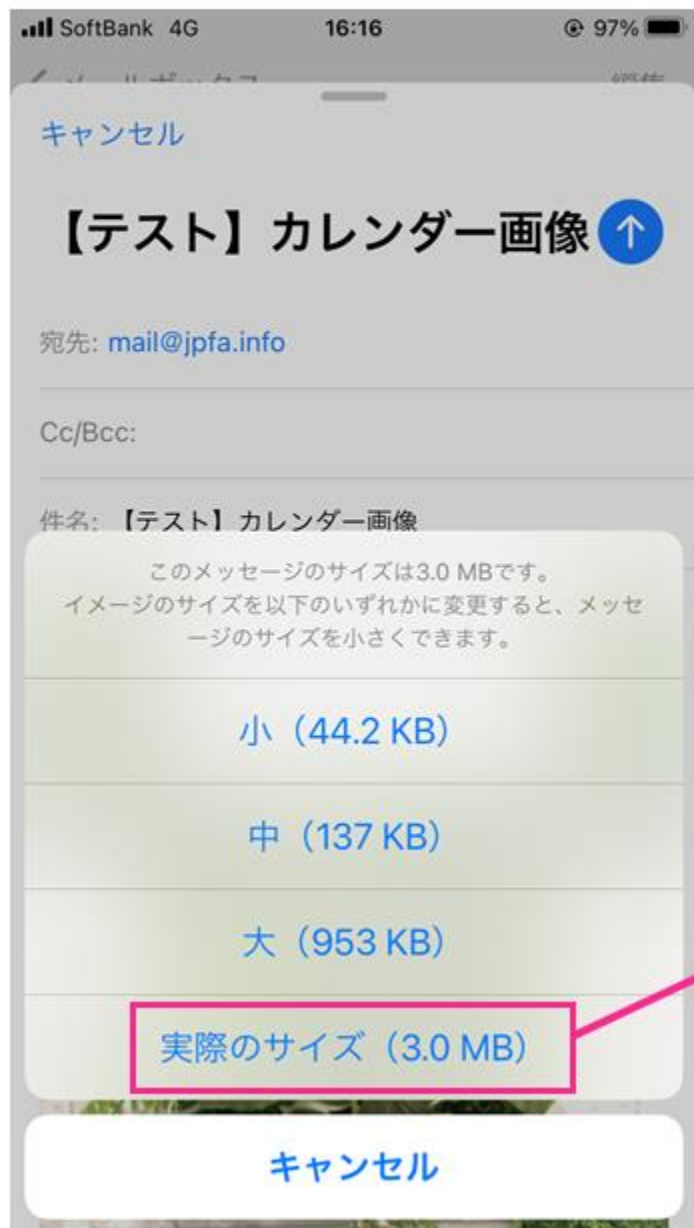 SoftBank 4G 16:16 97%
キャンセル
【テスト】カレンダー画像
宛先: mail@jpfa.info
Cc/Bcc:
件名: 【テスト】カレンダー画像
このメッセージのサイズは3.0 MBです。
イメージのサイズを以下のいずれかに変更すると、メッセ
ージのサイズを小さくできます。
小（44.2 KB）
中（137 KB）
大（953 KB）
実際のサイズ（3.0 MB）
キャンセル